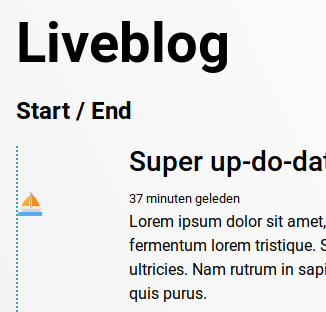 Liveblog
Start / End
Super up-do-dat
37 minuten geleden
Lorem ipsum dolor sit amet,
fermentum lorem tristique. S
ultricies. Nam rutrum in sapi
quis purus.